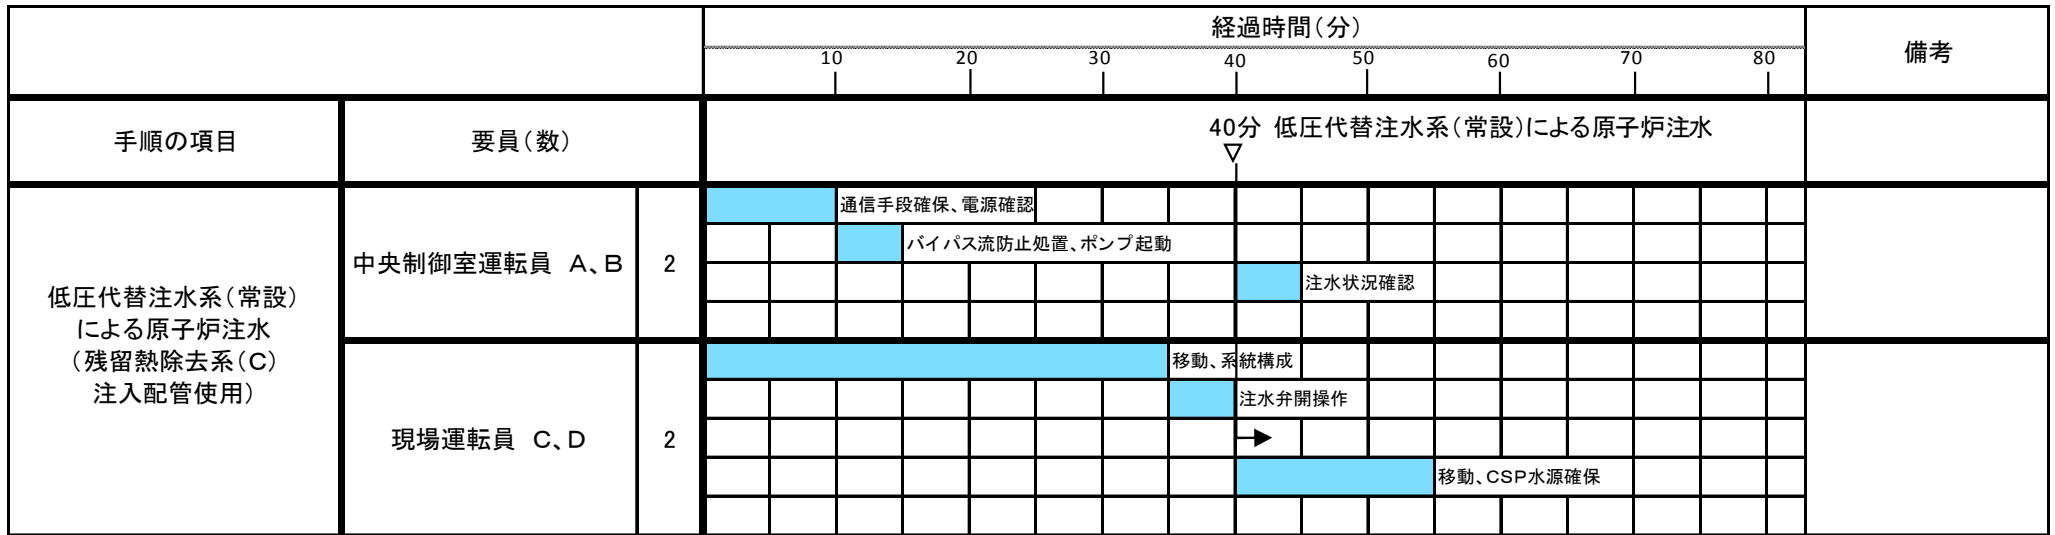 経過時間(分)
備考
10 20 30 40 50 60 70 80
手順の項目
要員(数)
40分 低圧代替注水系(常設)による原子炉注水
▽
低圧代替注水系(常設)
による原子炉注水
(残留熱除去系(C)
注入配管使用)
中央制御室運転員 A、B
2
通信手段確保、電源確認
バイパス流防止処置、ポンプ起動
注水状況確認
現場運転員 C、D
2
移動、系統構成
注水弁開操作
移動、CSP水源確保